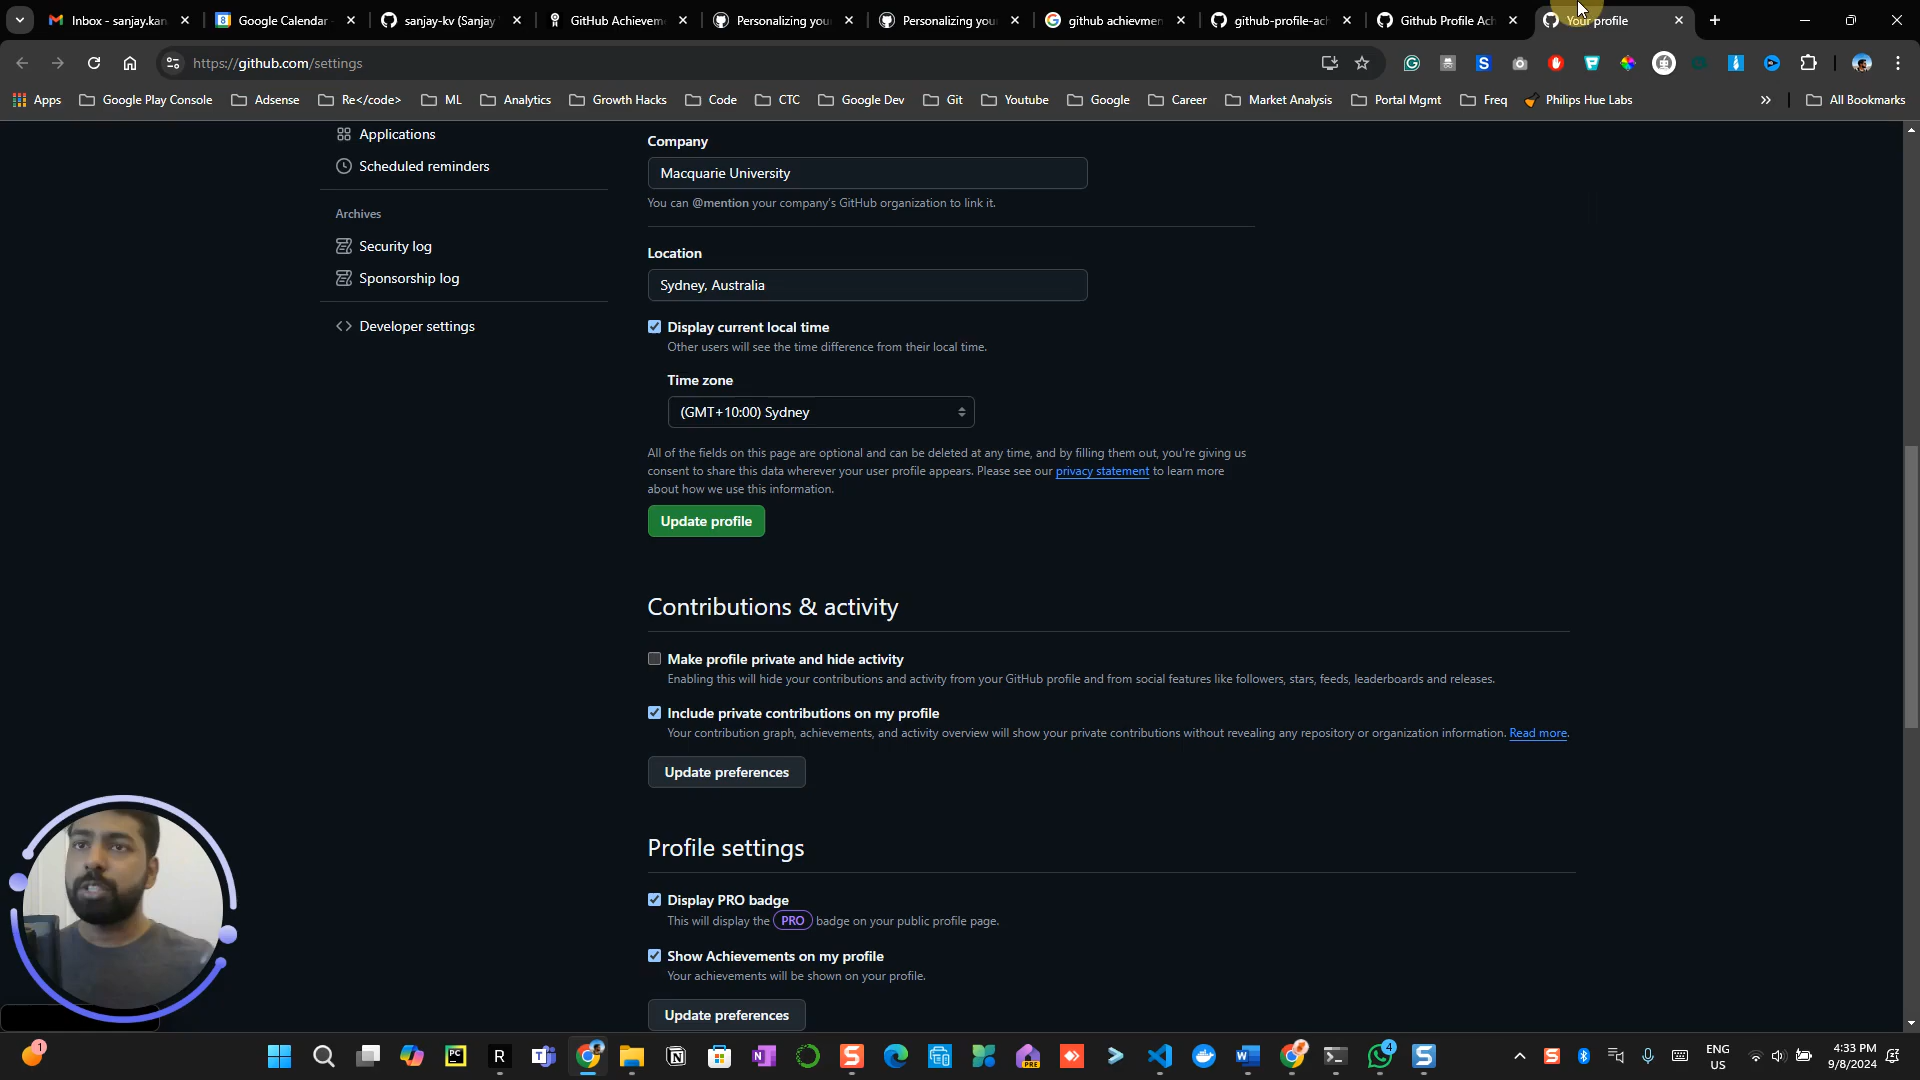 Inbox - sanjay.kan
Google Calendar -
sanjay-kv (Sanjay
GitHub Achieveme
Personalizing you
Personalizing you
github achievmen
github-profile-ach
Github Profile Ach
Your profile
https://github.com/settings
Apps
Google Play Console
Adsense
Re</code>
ML
Analytics
Growth Hacks
Code
CTC
Google Dev
Git
Youtube
Google
Career
Market Analysis
Portal Mgmt
Freq
Philips Hue Labs
»
All Bookmarks
Applications
Scheduled reminders
Archives
Security log
Sponsorship log
Developer settings
Company
Macquarie University
You can @mention your company's GitHub organization to link it.
Location
Sydney, Australia
Display current local time
Other users will see the time difference from their local time.
Time zone
(GMT+10:00) Sydney
All of the fields on this page are optional and can be deleted at any time, and by filling them out, you're giving us
consent to share this data wherever your user profile appears. Please see our privacy statement to learn more
about how we use this information.
Update profile
Contributions & activity
Make profile private and hide activity
Enabling this will hide your contributions and activity from your GitHub profile and from social features like followers, stars, feeds, leaderboards and releases.
Include private contributions on my profile
Your contribution graph, achievements, and activity overview will show your private contributions without revealing any repository or organization information. Read more.
Update preferences
Profile settings
Display PRO badge
This will display the PRO badge on your public profile page.
Show Achievements on my profile
Your achievements will be shown on your profile.
Update preferences
1
PC
R
PRE
4
ENG
US
4:33 PM
9/8/2024